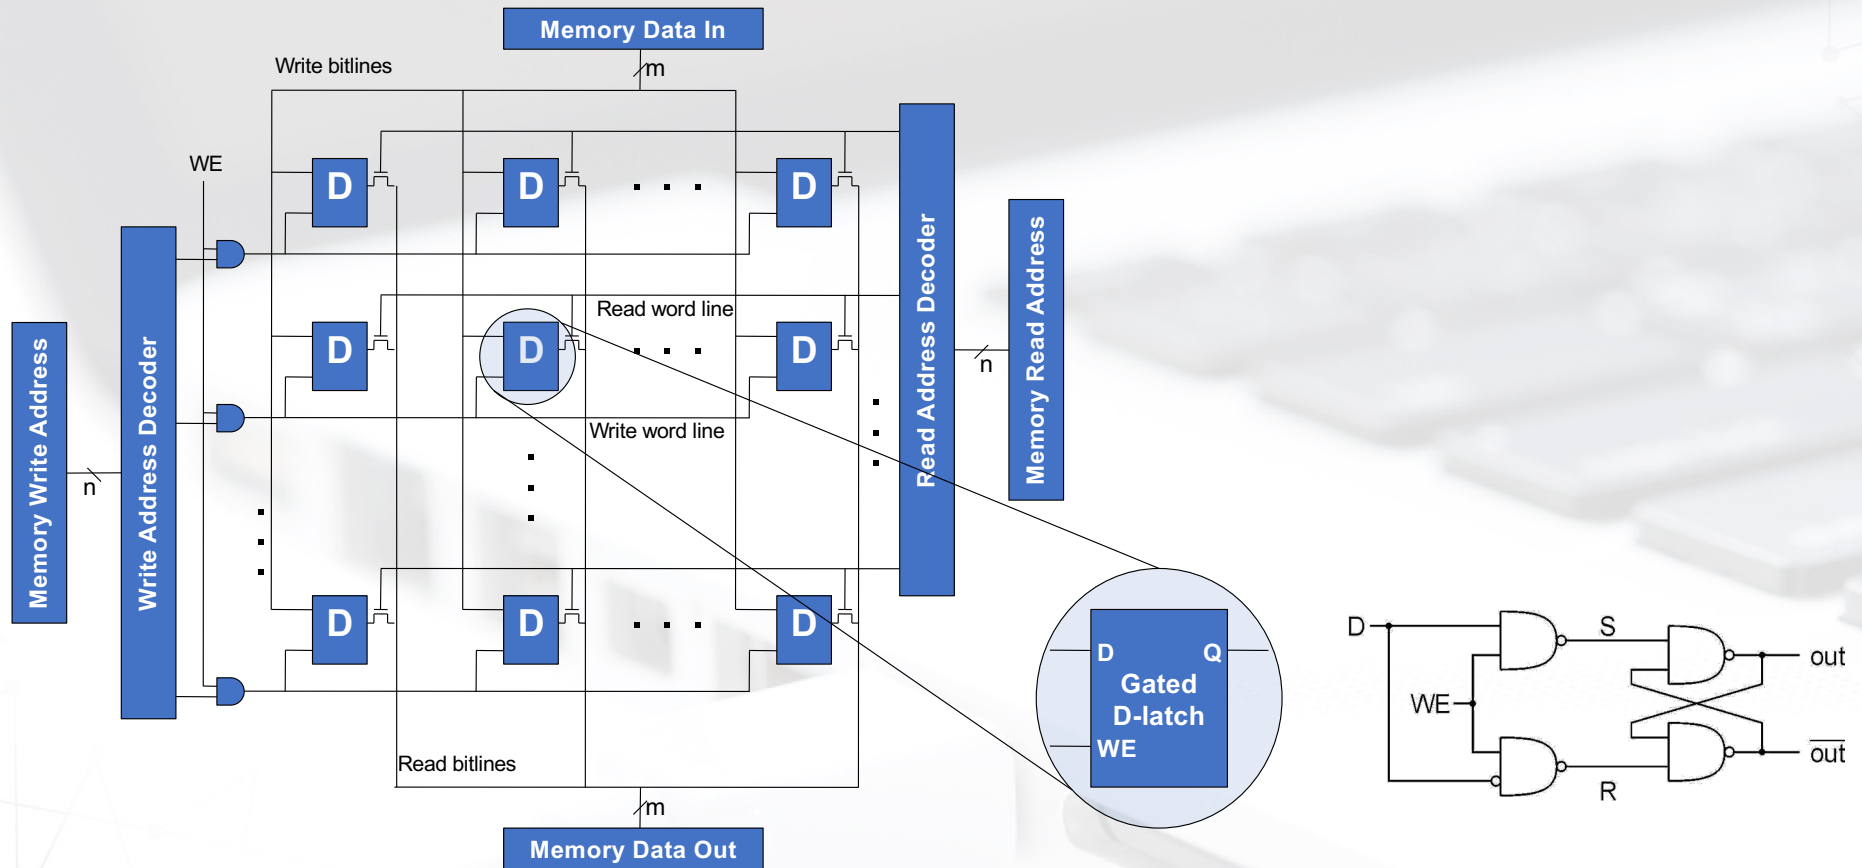 Memory Data In
m
Write bitlines
WE
D
D
D
Read word line
D
D
D
Write word line
Memory Write Address
n
Write Address Decoder
Read Address Decoder
n
Memory Read Address
D
D
D
Read bitlines
m
Memory Data Out
D
Q
Gated
D-latch
WE
D
S
WE
R
out
out